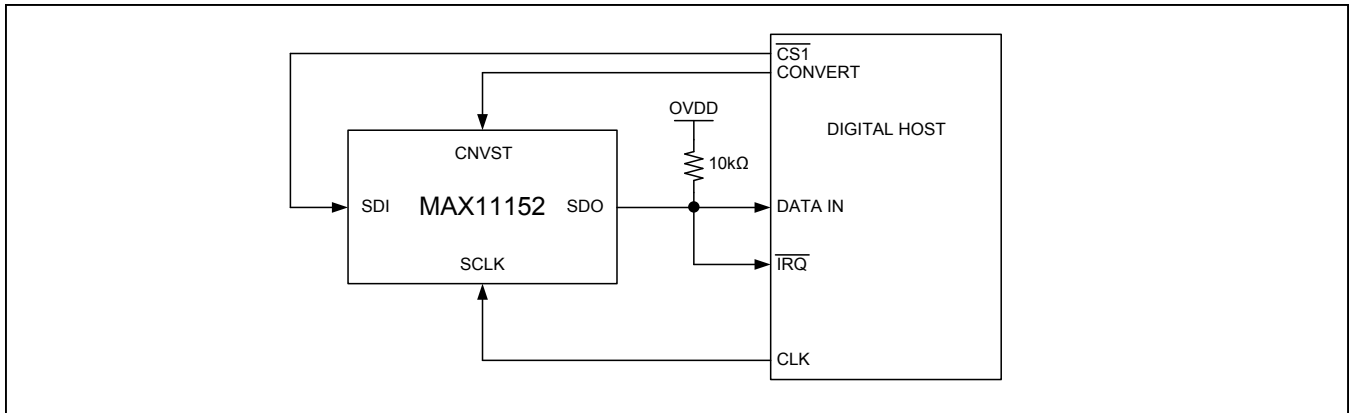 CS1
CONVERT
OVDD
DIGITAL HOST
CNVST
10kΩ
SDI
MAX11152
SDO
DATA IN
SCLK
IRQ
CLK